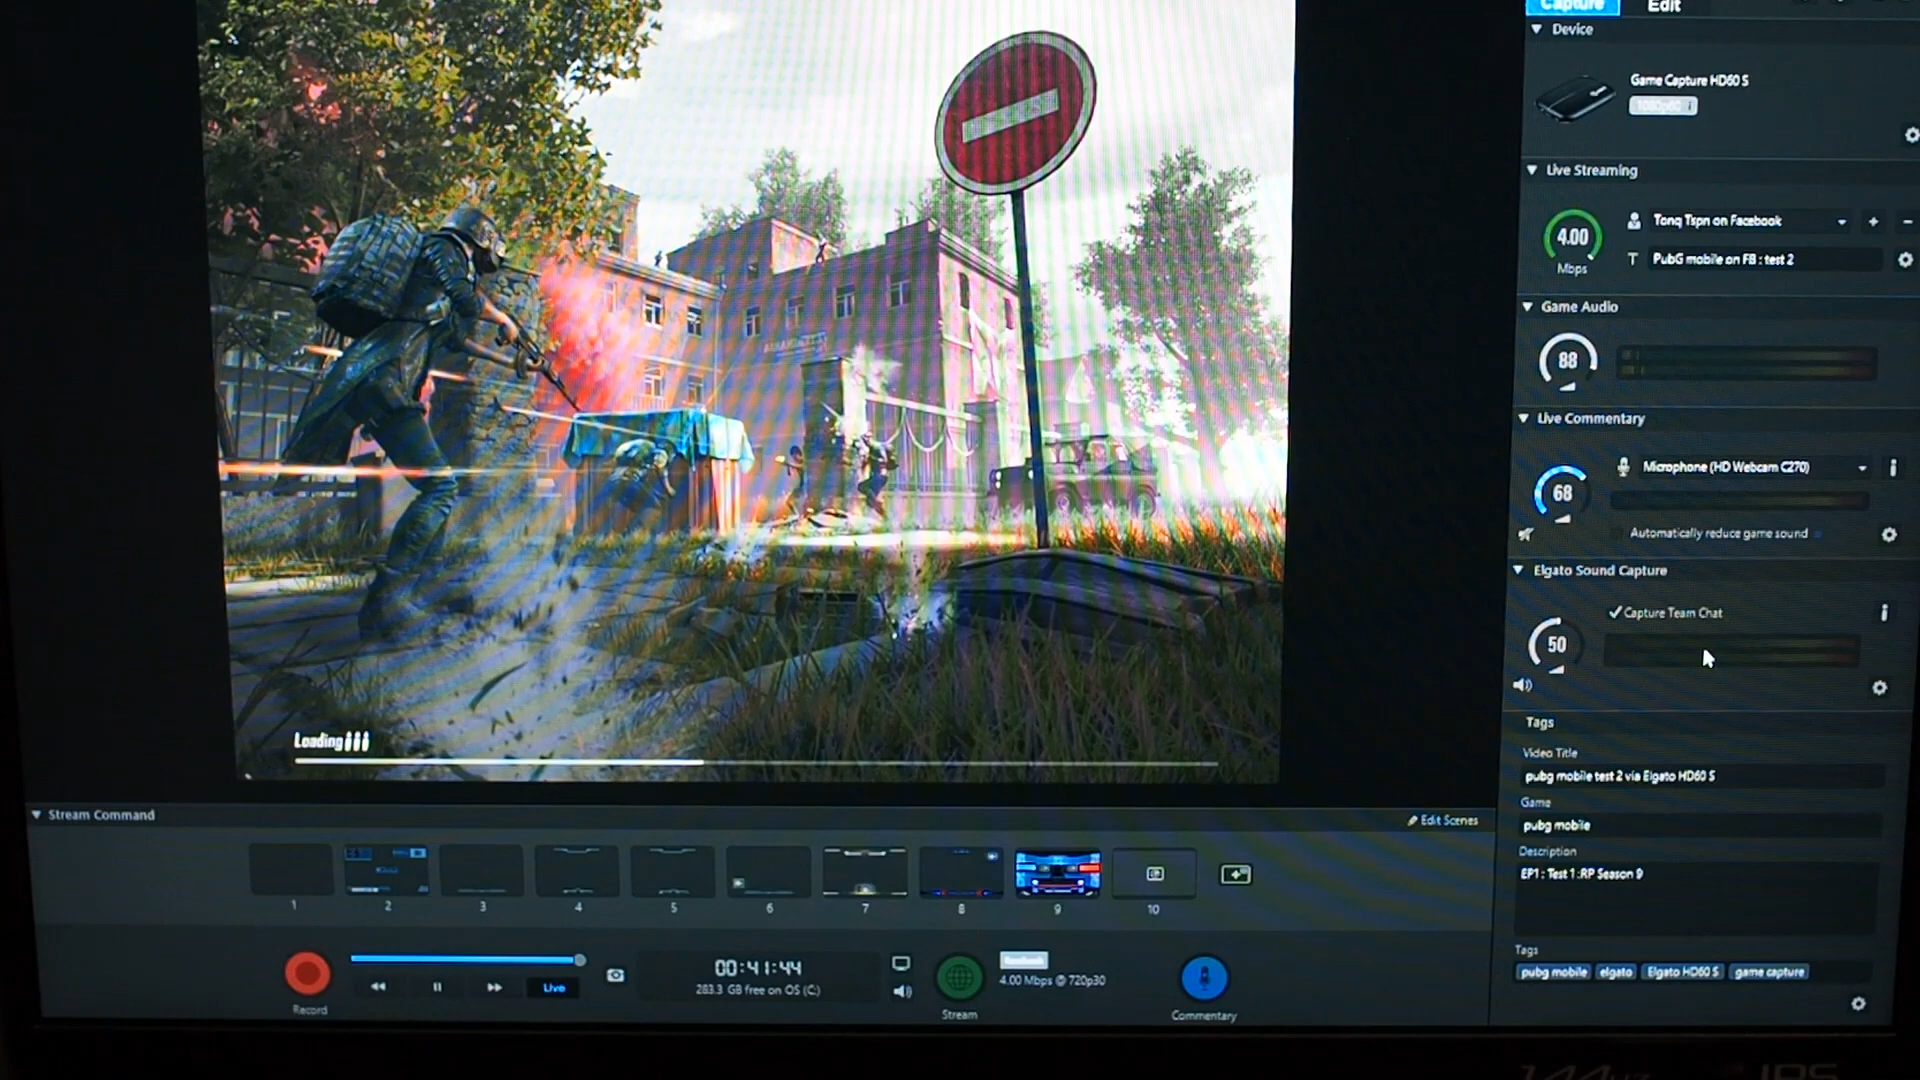 Capture Edit
Device
Game Capture HD60 S
1080p60
Live Streaming
4.00
Mbps
Tonq Tspn on Facebook
T PubG mobile on FB : test 2
Game Audio
88
Live Commentary
68
Microphone (HD Webcam C270)
Automatically reduce game sound
Elgato Sound Capture
Capture Team Chat
50
Tags
Video Title
pubg mobile test 2 via Elgato HD60 S
Game
pubg mobile
Description
EP1 : Test 1 :RP Season 9
Tags
pubg mobile elgato Elgato HD60 S game capture
Loading
Stream Command
Edit Scenes
1 2 3 4 5 6 7 8 9 10
Record
Live
00:41:44
283.3 GB free on OS (C:)
Stream
facebook
4.00 Mbps @ 720p30
Commentary
144Hz IPS